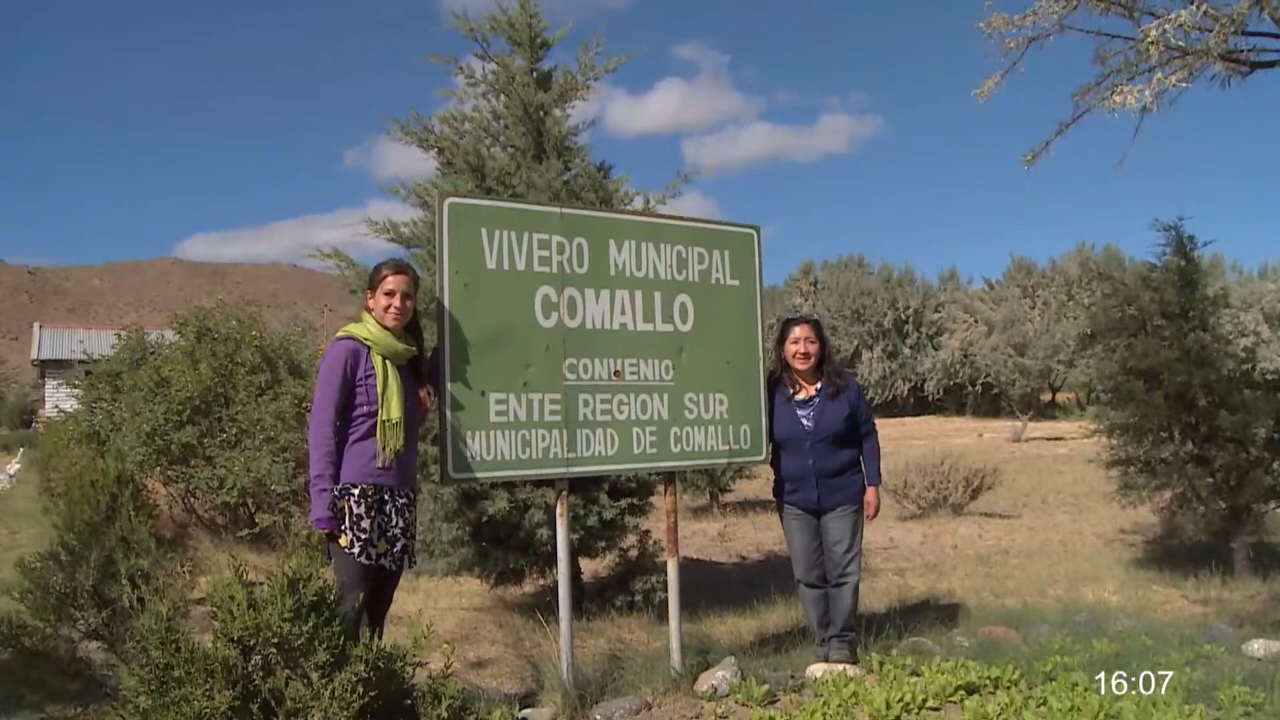 VIVERO MUNICIPAL
COMALLO
CONVENIO
ENTE REGION SUR
MUNICIPALIDAD DE COMALLO
16:07